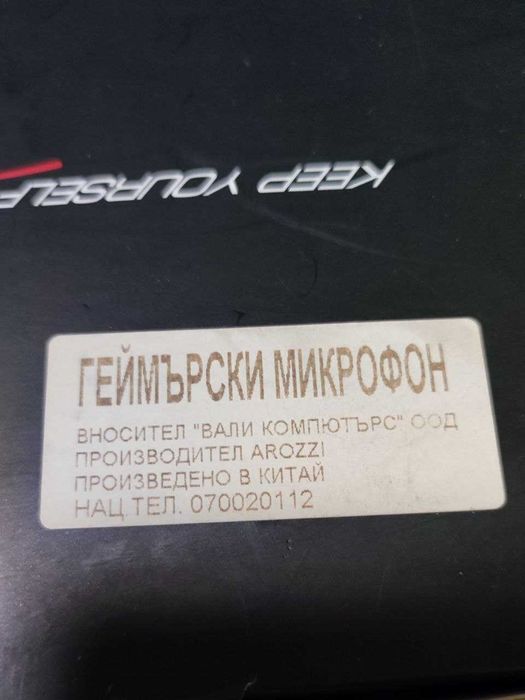 KEEP YOURSELF
ГЕЙМЪРСКИ МИКРОФОН
ВНОСИТЕЛ "ВАЛИ КОМПЮТЪРС" ООД
ПРОИЗВОДИТЕЛ AROZZI
ПРОИЗВЕДЕНО В КИТАЙ
НАЦ.ТЕЛ. 070020112